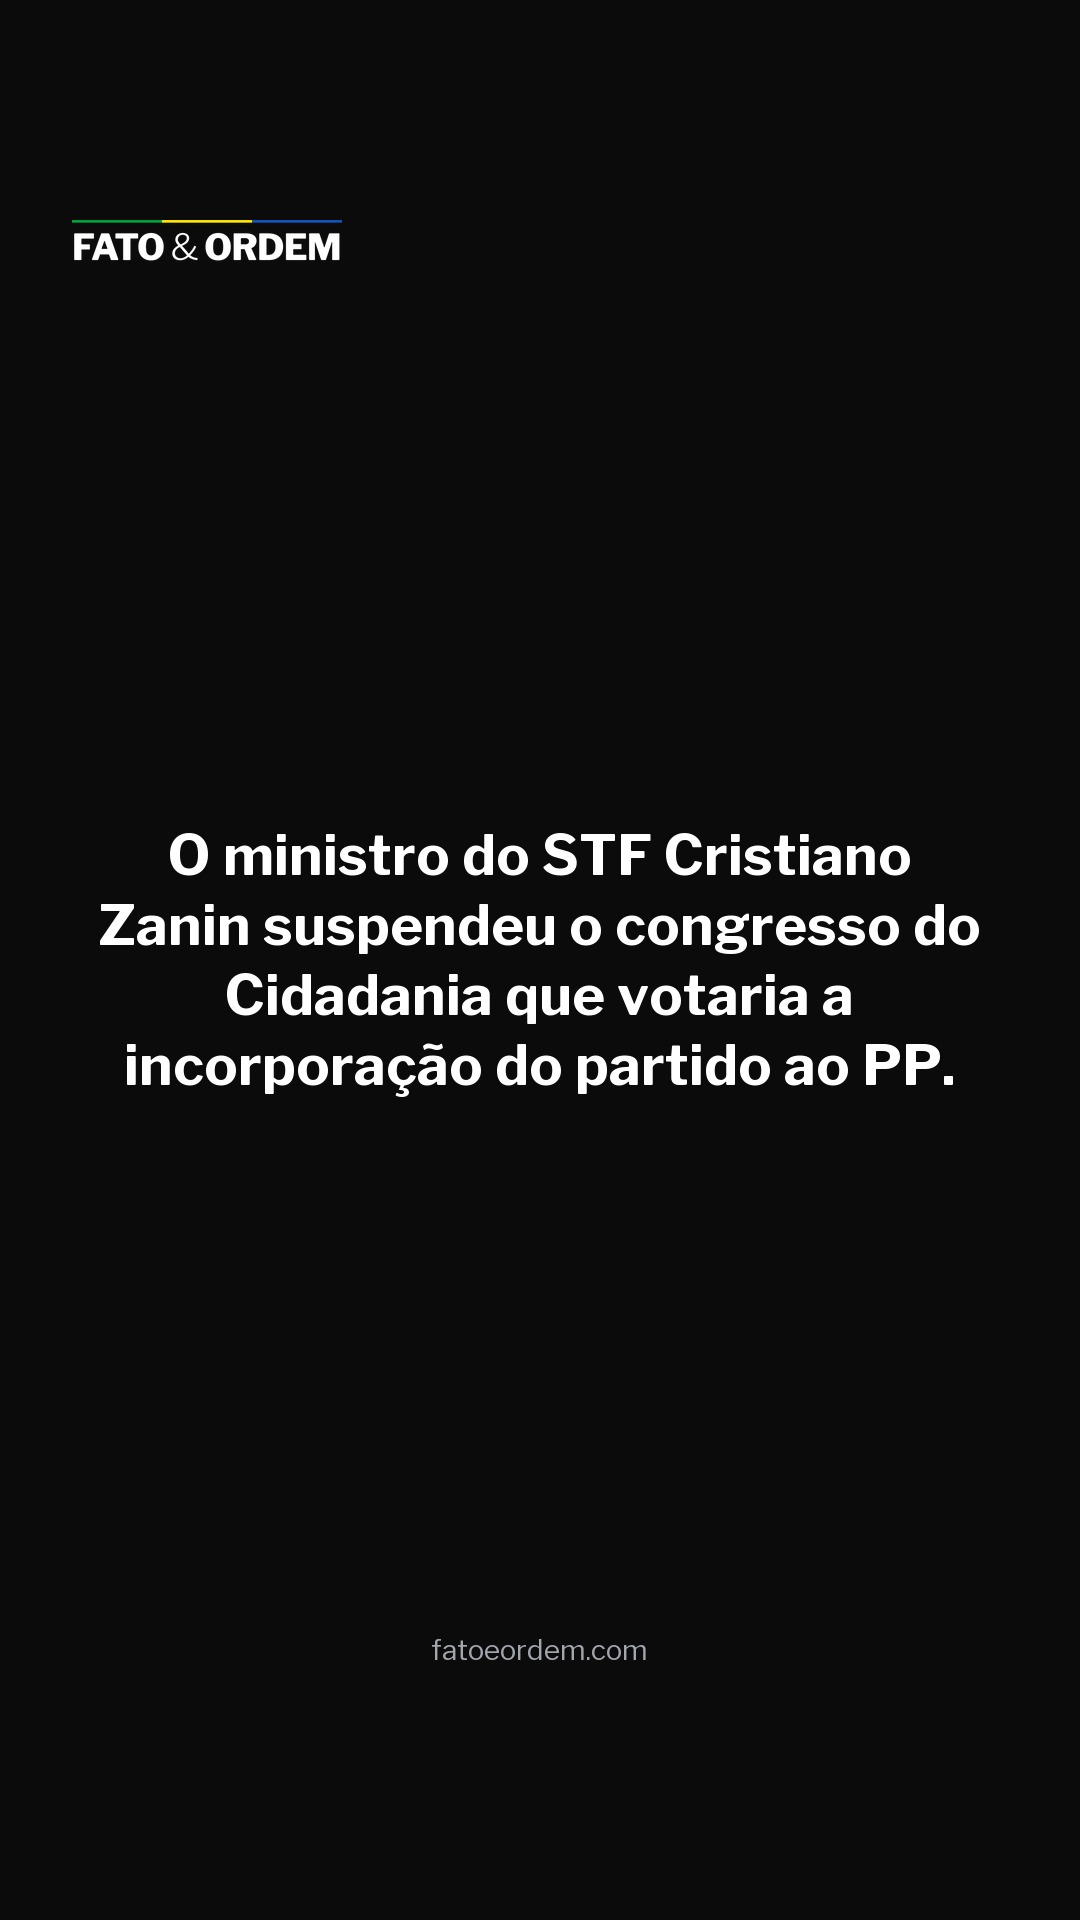 FATO & ORDEM
O ministro do STF Cristiano
Zanin suspendeu o congresso do
Cidadania que votaria a
incorporação do partido ao PP.
fatoeordem.com